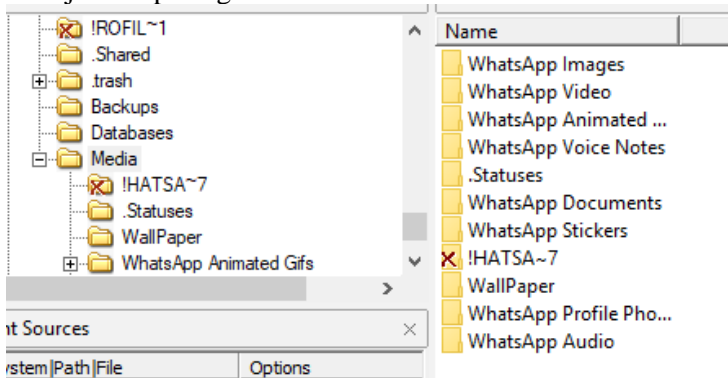 !ROFIL~1
.Shared
.trash
Backups
Databases
Media
!HATSA~7
.Statuses
WallPaper
WhatsApp Animated Gifs
nt Sources
ystem|Path|File
Options
Name
WhatsApp Images
WhatsApp Video
WhatsApp Animated ...
WhatsApp Voice Notes
.Statuses
WhatsApp Documents
WhatsApp Stickers
!HATSA~7
WallPaper
WhatsApp Profile Pho...
WhatsApp Audio